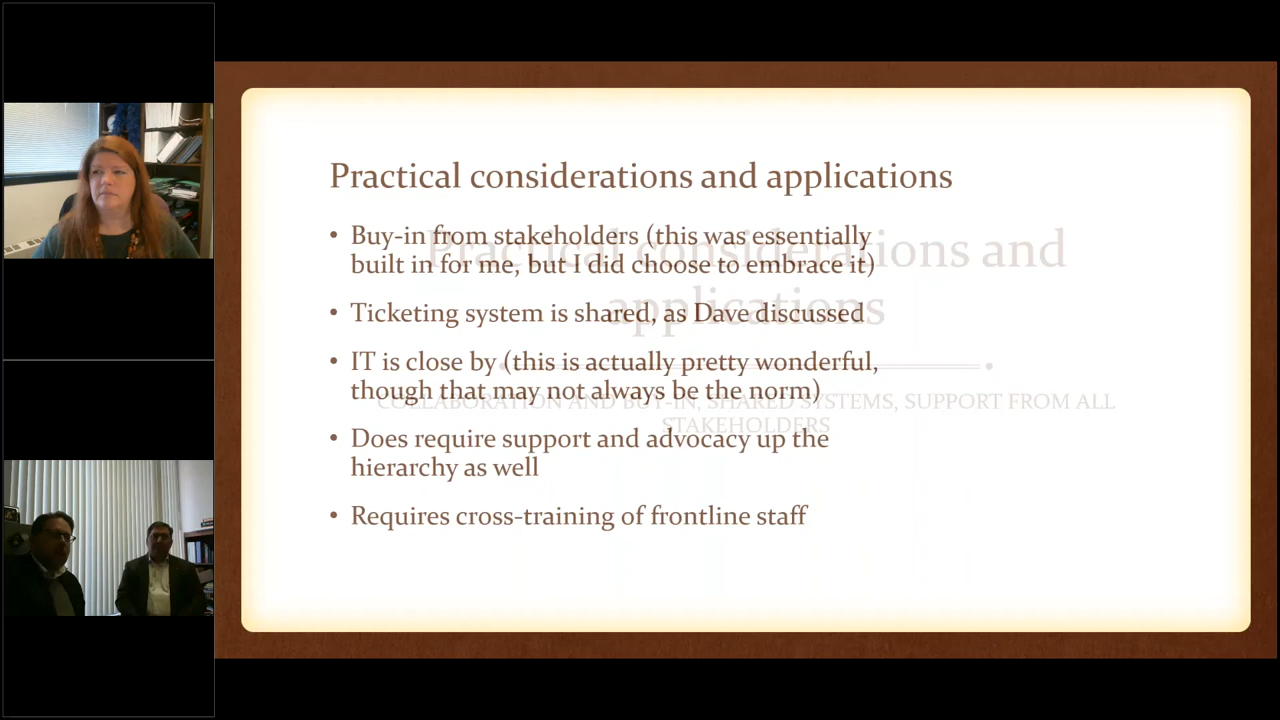 Practical considerations and applications
• Buy-in from stakeholders (this was essentially
built in for me, but I did choose to embrace it)
• Ticketing system is shared, as Dave discussed
• IT is close by (this is actually pretty wonderful,
though that may not always be the norm)
• Does require support and advocacy up the
hierarchy as well
• Requires cross-training of frontline staff
Practical considerations and
applications
COLLABORATION AND BUY-IN, SHARED SYSTEMS, SUPPORT FROM ALL
STAKEHOLDERS